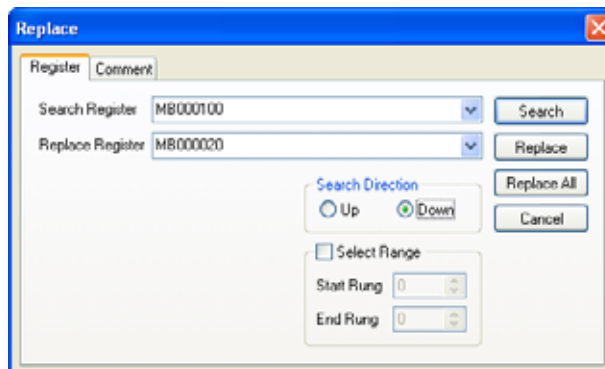 Replace
Register Comment
Search Register MB000100 Search
Replace Register MB000020 Replace
Search Direction Replace All
Up Down Cancel
Select Range
Start Rung 0
End Rung 0